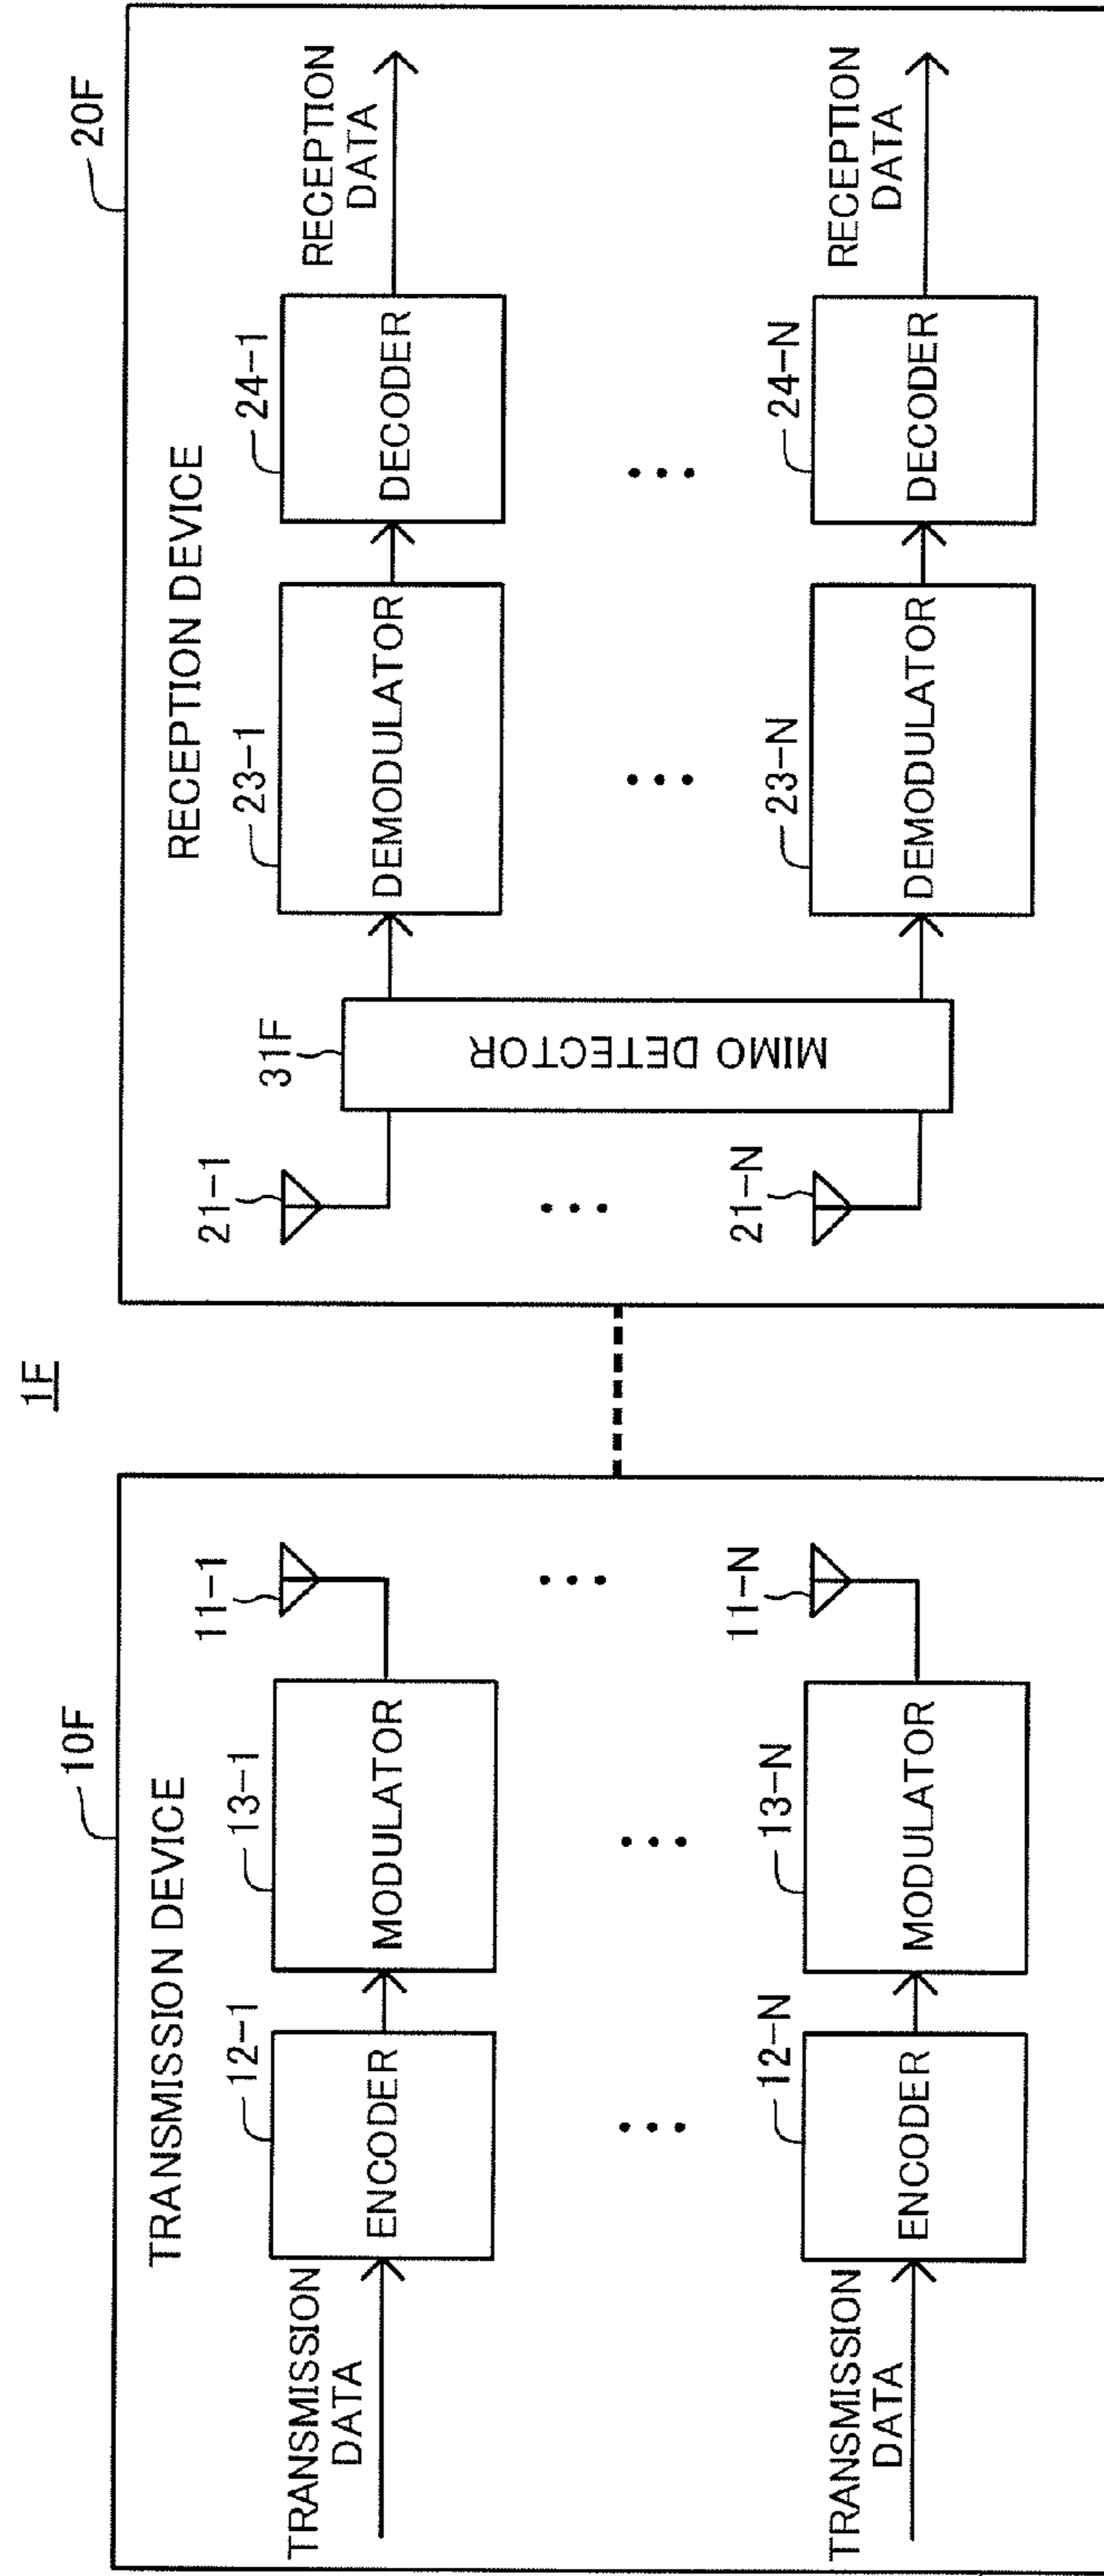 1F
10F
TRANSMISSION DEVICE
TRANSMISSION
DATA
12-1
ENCODER
13-1
MODULATOR
11-1
TRANSMISSION
DATA
12-N
ENCODER
13-N
MODULATOR
11-N
20F
RECEPTION DEVICE
21-1
21-N
31F
MIMO DETECTOR
23-1
DEMODULATOR
24-1
DECODER
RECEPTION
DATA
23-N
DEMODULATOR
24-N
DECODER
RECEPTION
DATA